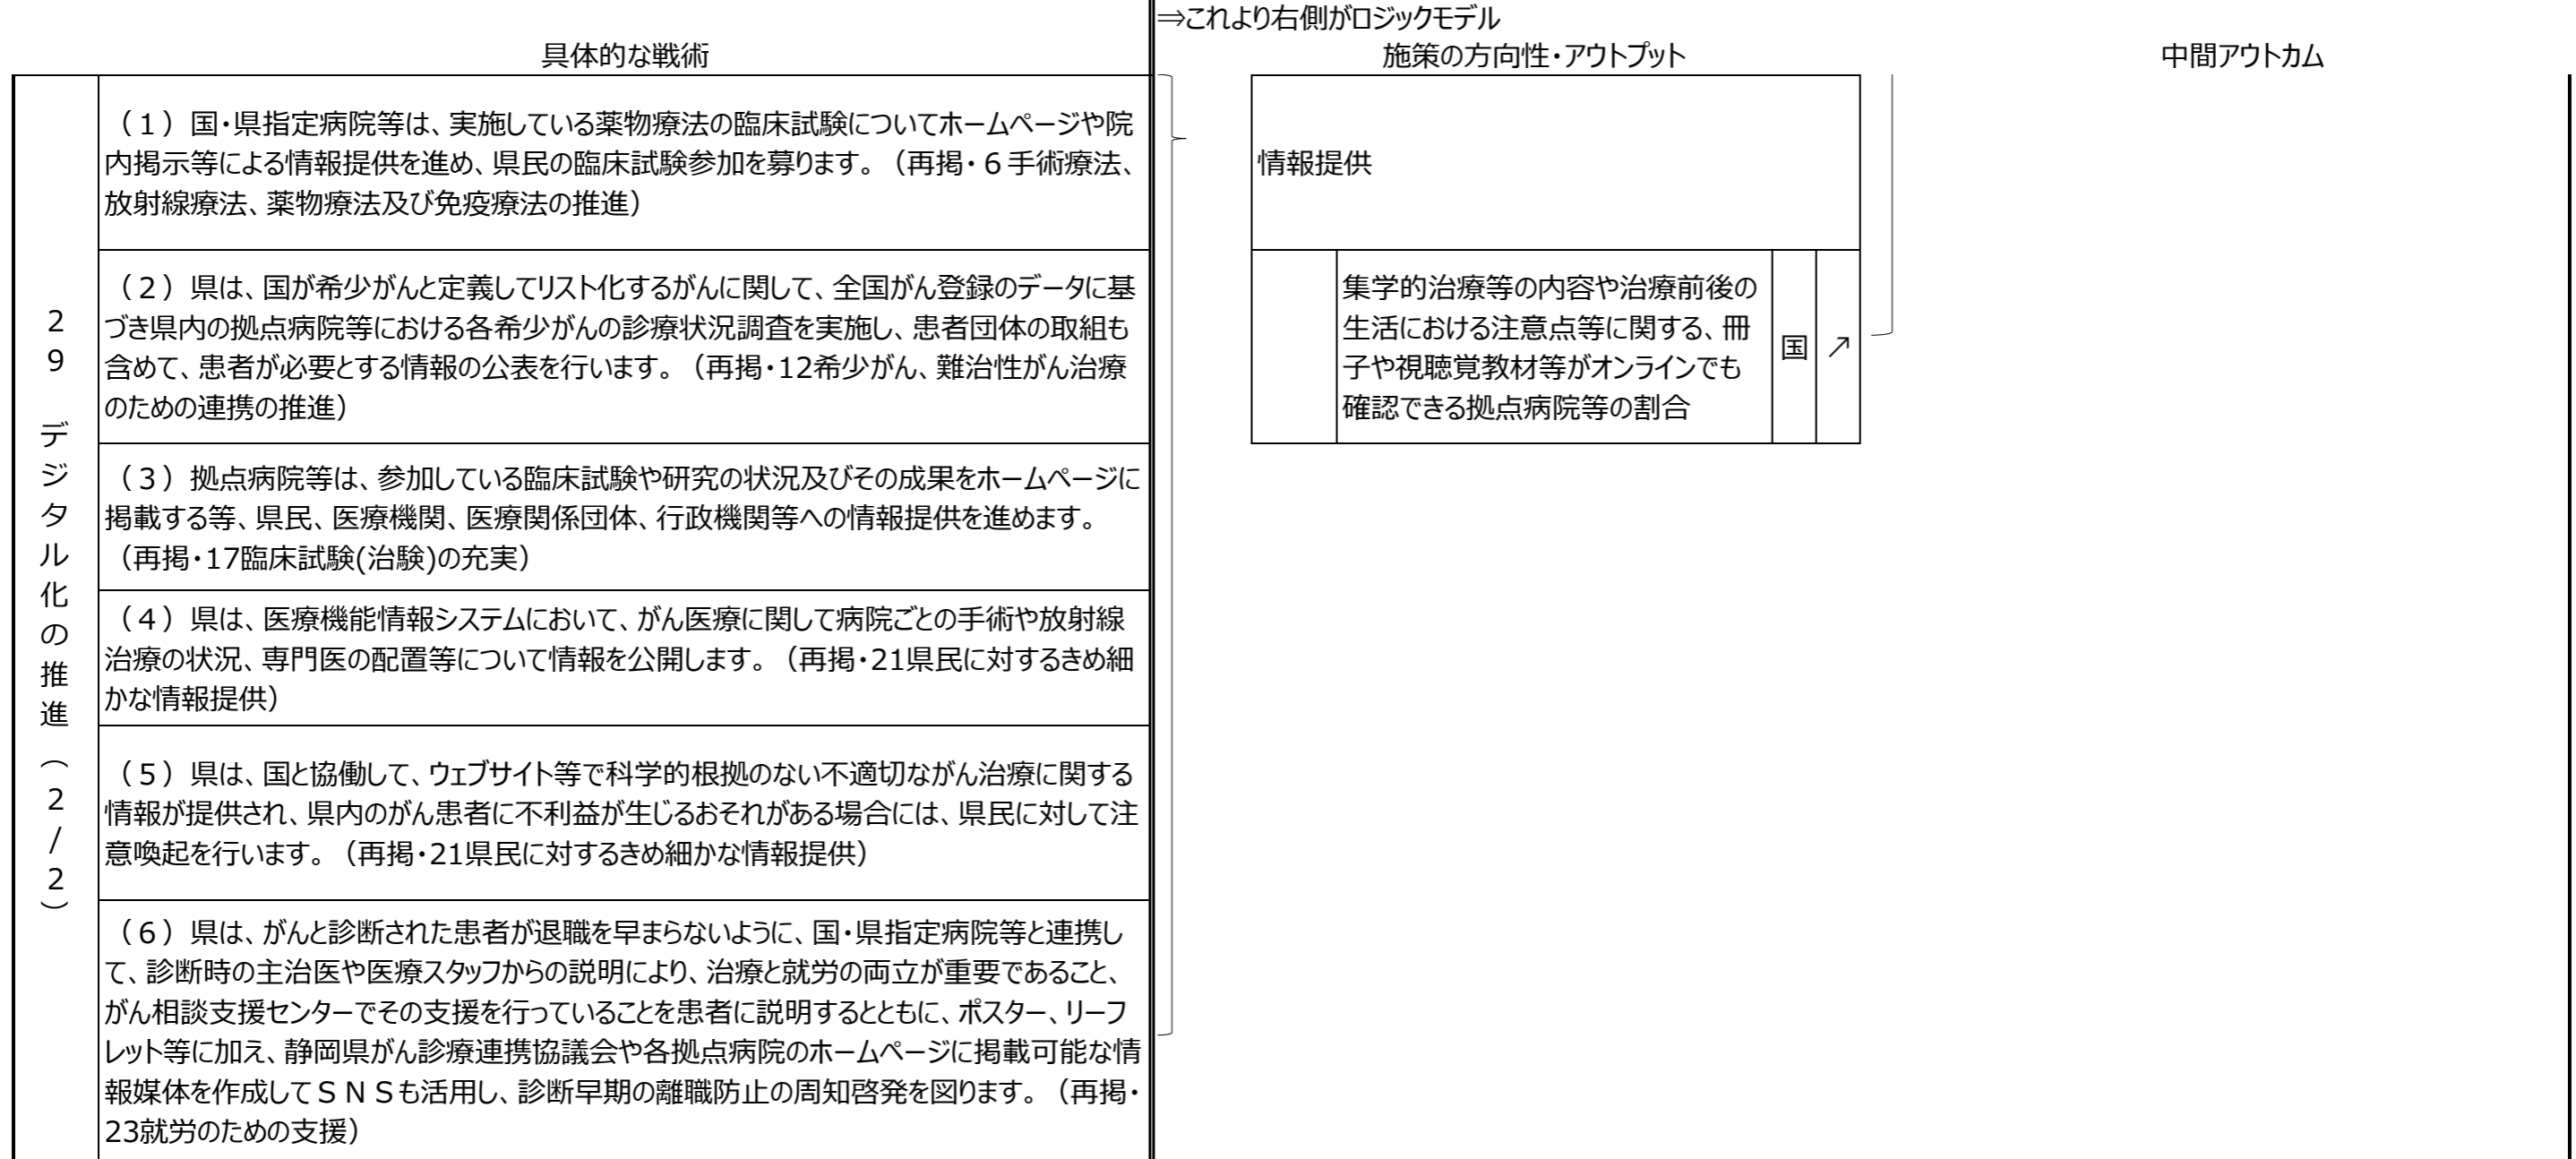 ⇒これより右側がロジックモデル
具体的な戦術
施策の方向性・アウトプット
中間アウトカム
29 デジタル化の推進（2/2）
（１）国・県指定病院等は、実施している薬物療法の臨床試験についてホームページや院
内掲示等による情報提供を進め、県民の臨床試験参加を募ります。（再掲・６手術療法、
放射線療法、薬物療法及び免疫療法の推進）
（２）県は、国が希少がんと定義してリスト化するがんに関して、全国がん登録のデータに基
づき県内の拠点病院等における各希少がんの診療状況調査を実施し、患者団体の取組も
含めて、患者が必要とする情報の公表を行います。（再掲・12希少がん、難治性がん治療
のための連携の推進）
（３）拠点病院等は、参加している臨床試験や研究の状況及びその成果をホームページに
掲載する等、県民、医療機関、医療関係団体、行政機関等への情報提供を進めます。
（再掲・17臨床試験(治験)の充実）
（４）県は、医療機能情報システムにおいて、がん医療に関して病院ごとの手術や放射線
治療の状況、専門医の配置等について情報を公開します。（再掲・21県民に対するきめ細
かな情報提供）
（５）県は、国と協働して、ウェブサイト等で科学的根拠のない不適切ながん治療に関する
情報が提供され、県内のがん患者に不利益が生じるおそれがある場合には、県民に対して注
意喚起を行います。（再掲・21県民に対するきめ細かな情報提供）
（６）県は、がんと診断された患者が退職を早まらないように、国・県指定病院等と連携し
て、診断時の主治医や医療スタッフからの説明により、治療と就労の両立が重要であること、
がん相談支援センターでその支援を行っていることを患者に説明するとともに、ポスター、リーフ
レット等に加え、静岡県がん診療連携協議会や各拠点病院のホームページに掲載可能な情
報媒体を作成してＳＮＳも活用し、診断早期の離職防止の周知啓発を図ります。（再掲・
23就労のための支援）
情報提供
集学的治療等の内容や治療前後の
生活における注意点等に関する、冊
子や視聴覚教材等がオンラインでも
確認できる拠点病院等の割合
国
↗